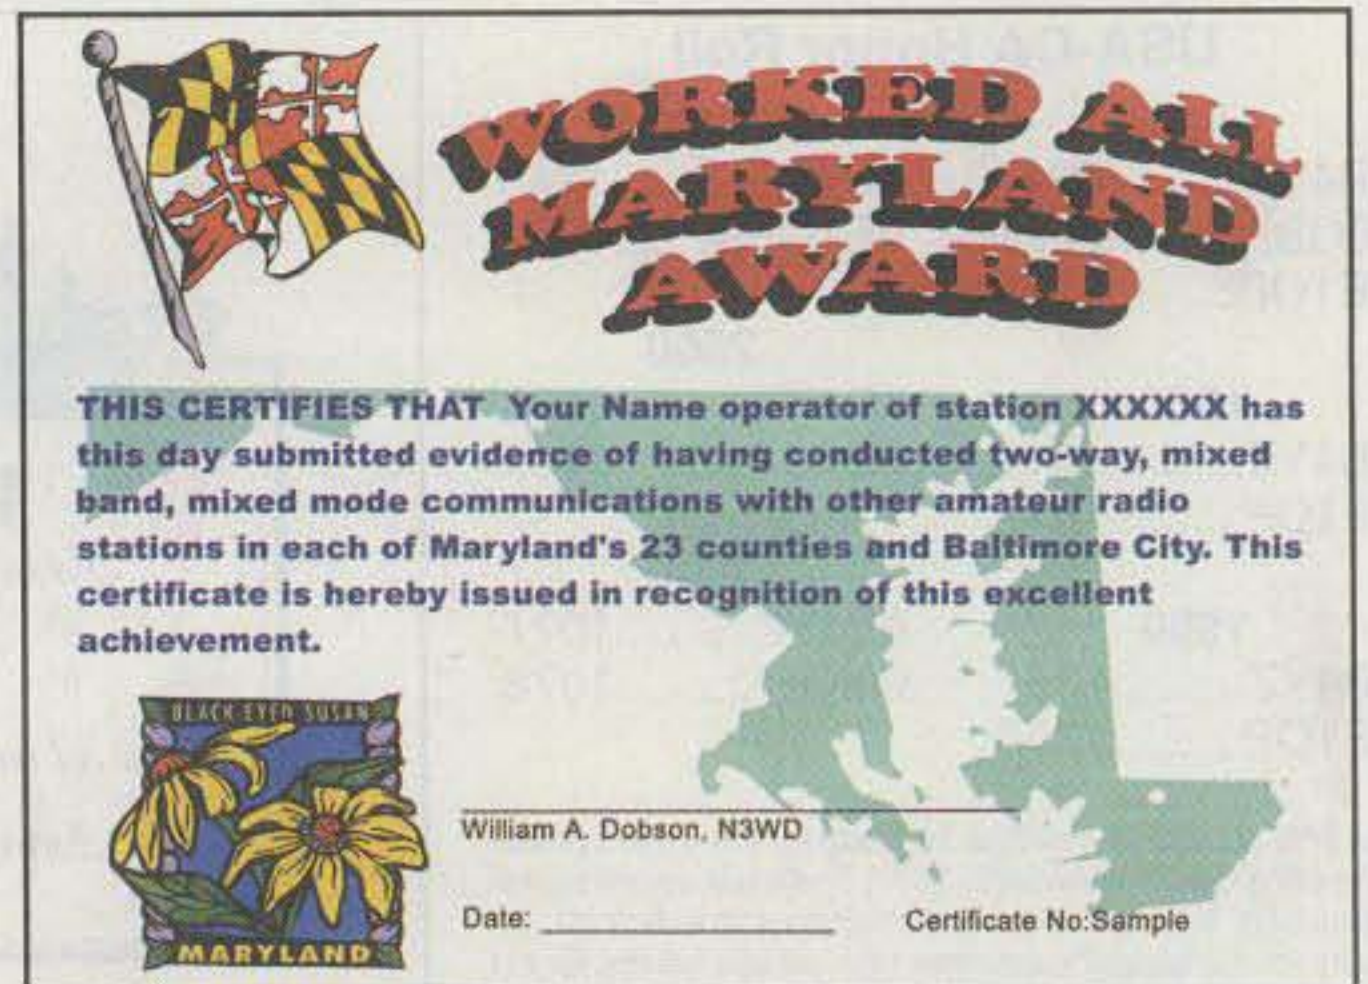 WORKED ALL
MARYLAND
AWARD
THIS CERTIFIES THAT Your Name operator of station XXXXXX has
this day submitted evidence of having conducted two-way, mixed
band, mixed mode communications with other amateur radio
stations in each of Maryland's 23 counties and Baltimore City. This
certificate is hereby issued in recognition of this excellent
achievement.
BLACK EYED SUSAN
MARYLAND
William A. Dobson, N3WD
Date: Certificate No:Sample